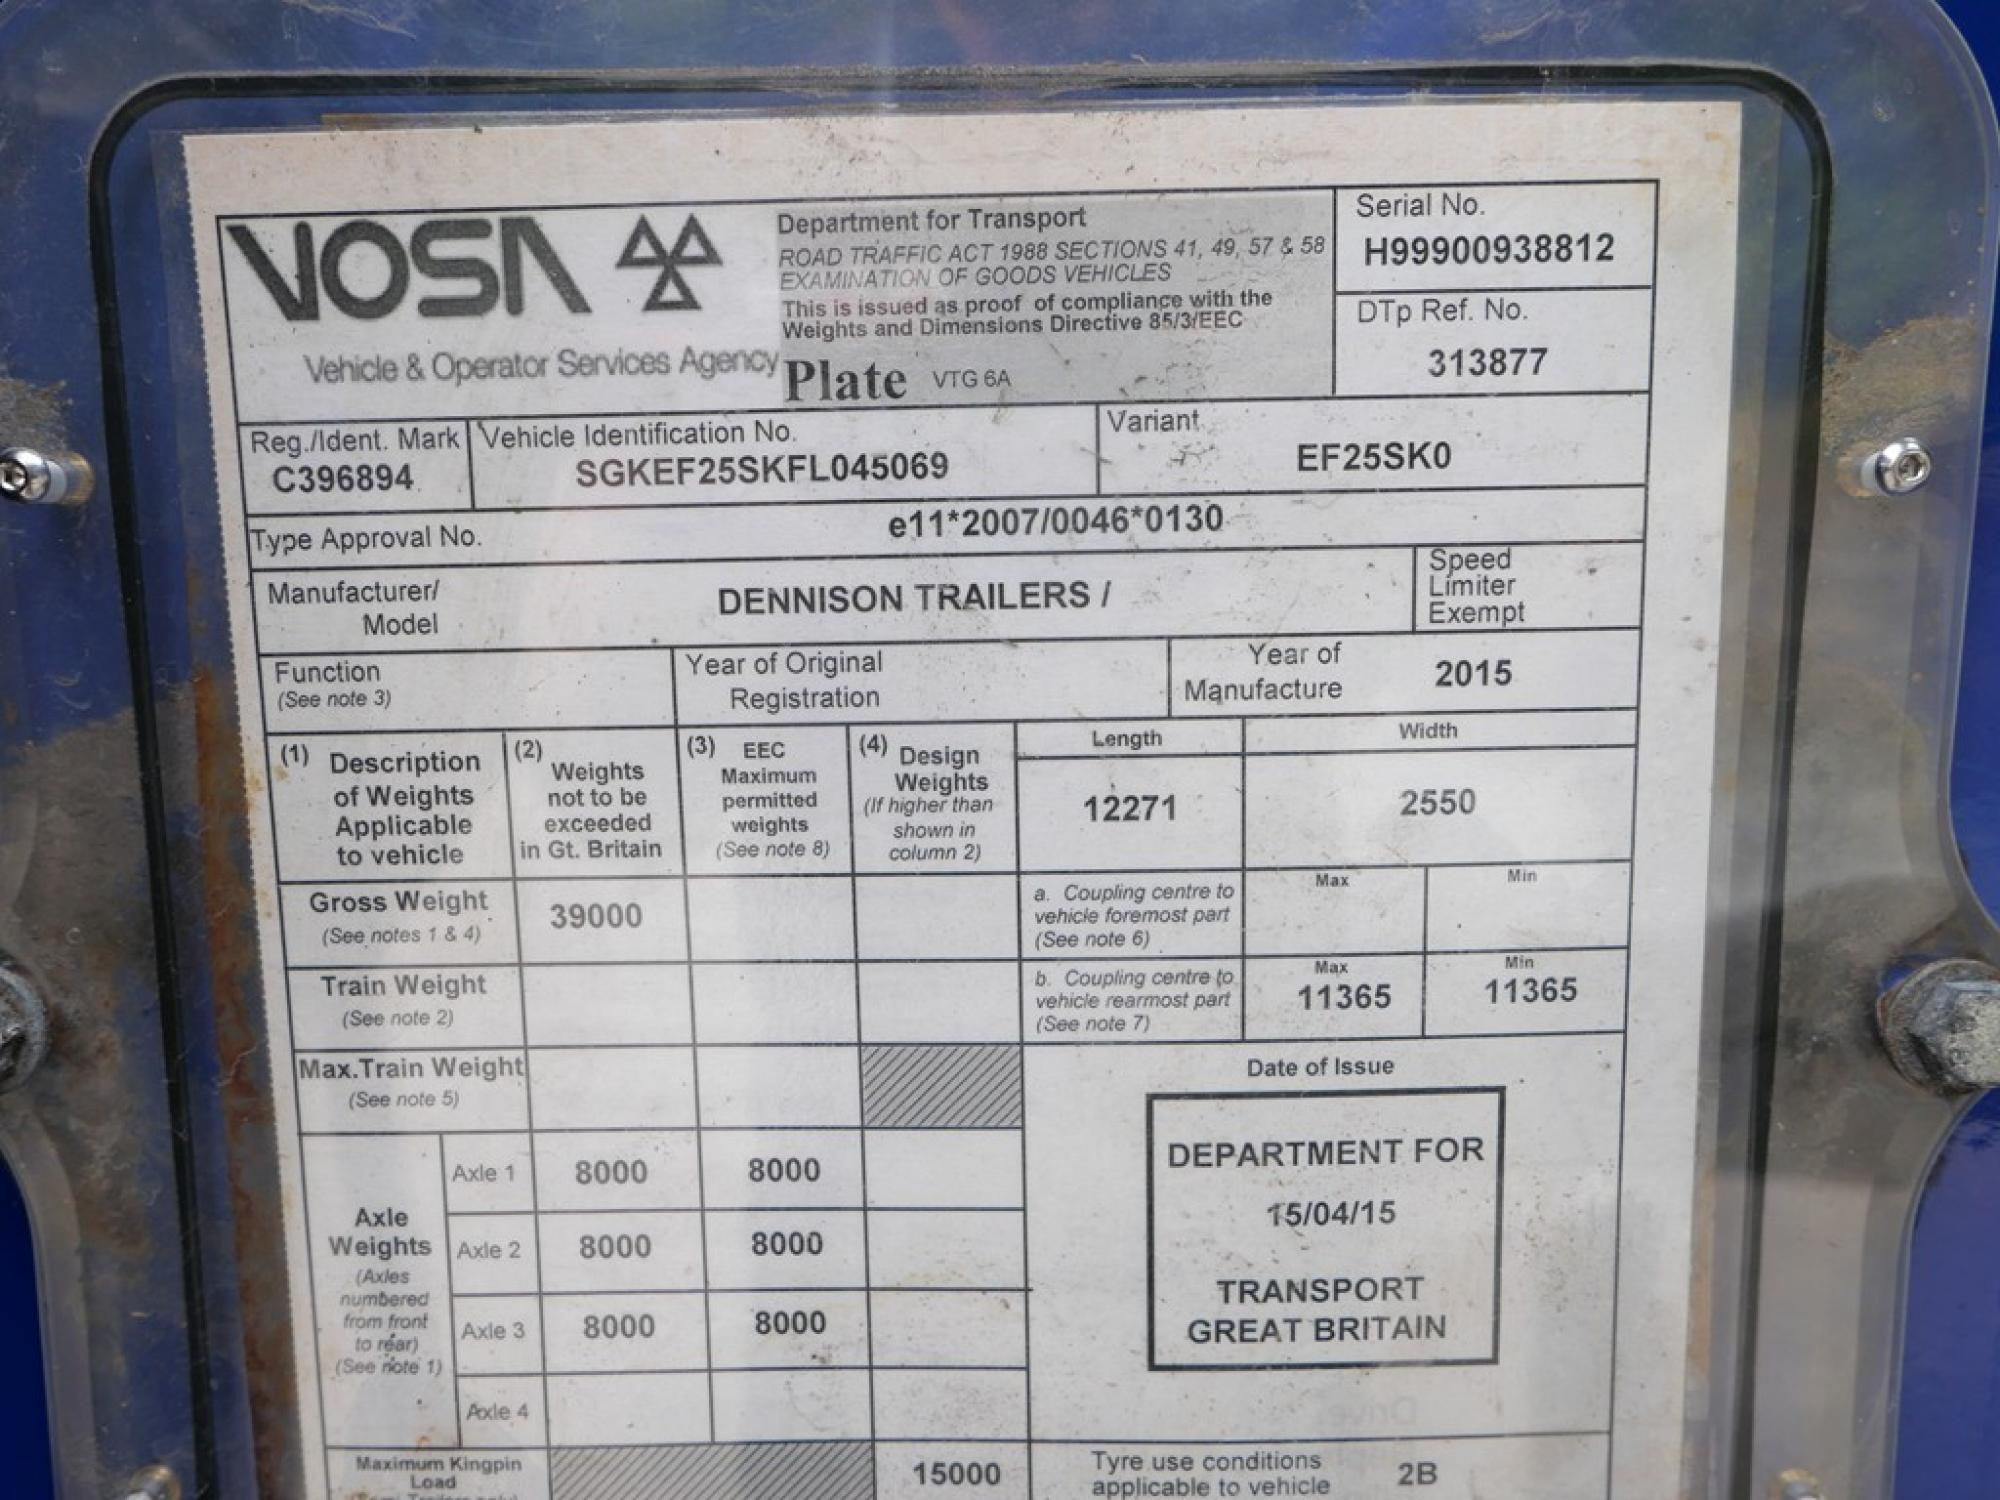 VOSA
Vehicle & Operator Services Agency
Department for Transport
ROAD TRAFFIC ACT 1988 SECTIONS 41, 49, 57 & 58
EXAMINATION OF GOODS VEHICLES
This is issued as proof of compliance with the
Weights and Dimensions Directive 85/3/EEC
Plate VTG 6A
Serial No.
H99900938812
DTp Ref. No.
313877
Reg./Ident. Mark
C396894
Vehicle Identification No.
SGKEF25SKFL045069
Variant
EF25SK0
Type Approval No.
e11*2007/0046*0130
Manufacturer/
Model
DENNISON TRAILERS /
Speed
Limiter
Exempt
Function
(See note 3)
Year of Original
Registration
Year of
Manufacture
2015
(1) Description
of Weights
Applicable
to vehicle
(2) Weights
not to be
exceeded
in Gt. Britain
(3) EEC
Maximum
permitted
weights
(See note 8)
(4) Design
Weights
(If higher than
shown in
column 2)
Length
12271
Width
2550
Gross Weight
(See notes 1 & 4)
39000
a. Coupling centre to
vehicle foremost part
(See note 6)
Max
Min
Train Weight
(See note 2)
b. Coupling centre to
vehicle rearmost part
(See note 7)
Max
11365
Min
11365
Max.Train Weight
(See note 5)
Date of Issue
DEPARTMENT FOR
15/04/15
TRANSPORT
GREAT BRITAIN
Axle
Weights
(Axles
numbered
from front
to rear)
(See note 1)
Axle 1 8000 8000
Axle 2 8000 8000
Axle 3 8000 8000
Axle 4
Maximum Kingpin
Load
15000
Tyre use conditions
applicable to vehicle
2B